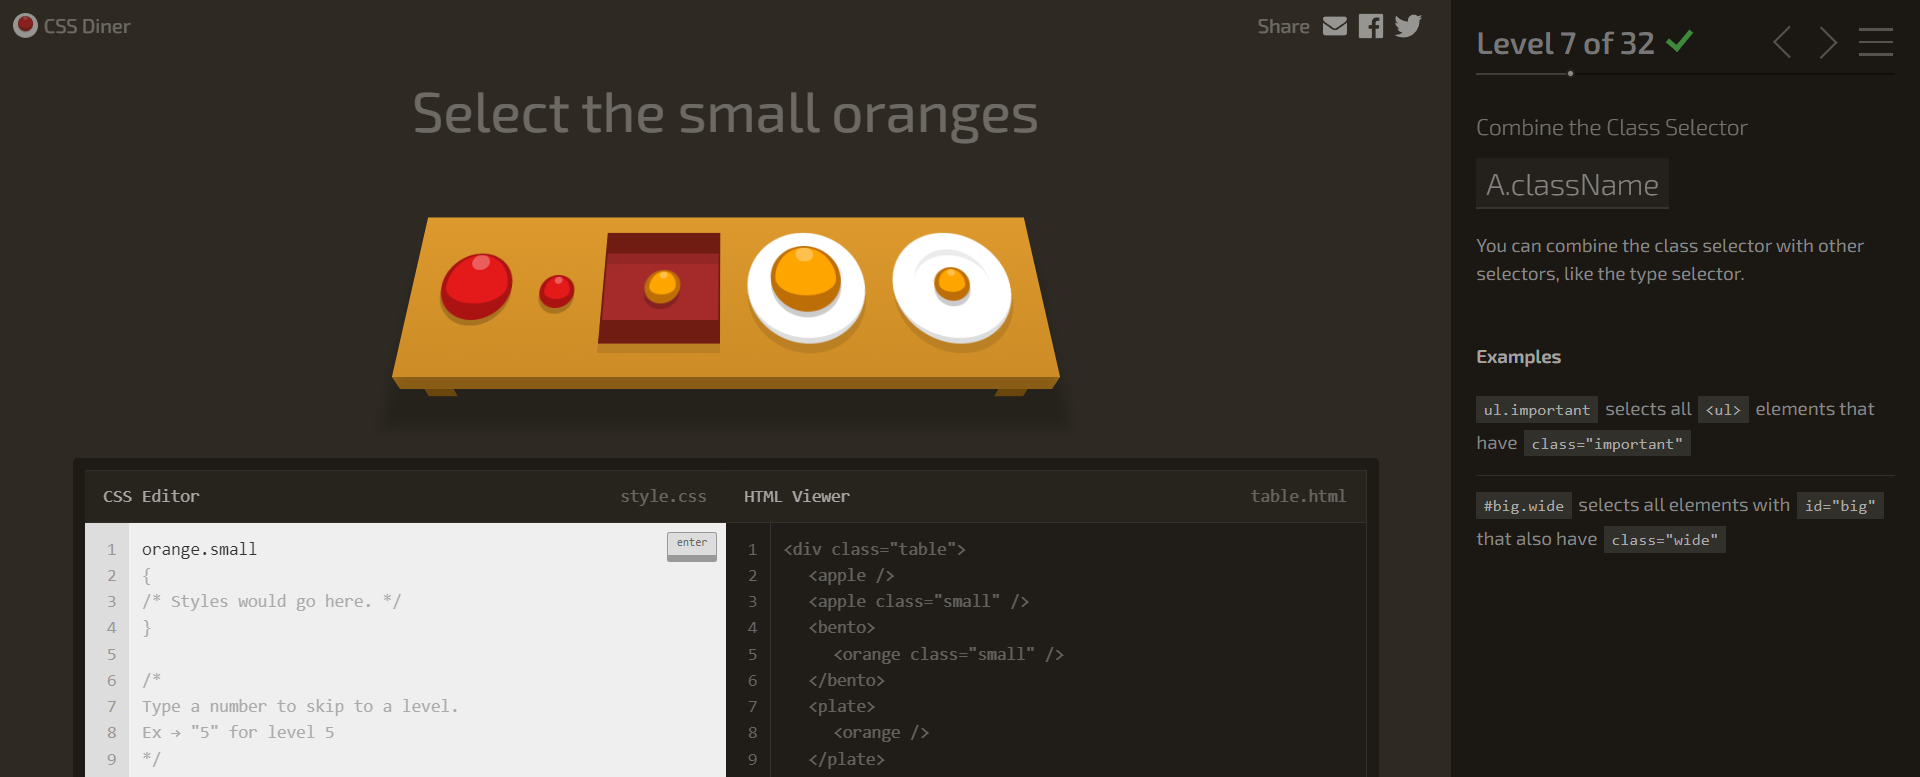 CSS Diner
Share
Select the small oranges
CSS Editor
style.css
enter
1 orange.small
2 {
3 /* Styles would go here. */
4 }
5
6 /*
7 Type a number to skip to a level.
8 Ex → "5" for level 5
9 */
HTML Viewer
table.html
1 <div class="table">
2 <apple />
3 <apple class="small" />
4 <bento>
5 <orange class="small" />
6 </bento>
7 <plate>
8 <orange />
9 </plate>
Level 7 of 32
Combine the Class Selector
A.className
You can combine the class selector with other
selectors, like the type selector.
Examples
ul.important selects all <ul> elements that
have class="important"
#big.wide selects all elements with id="big"
that also have class="wide"